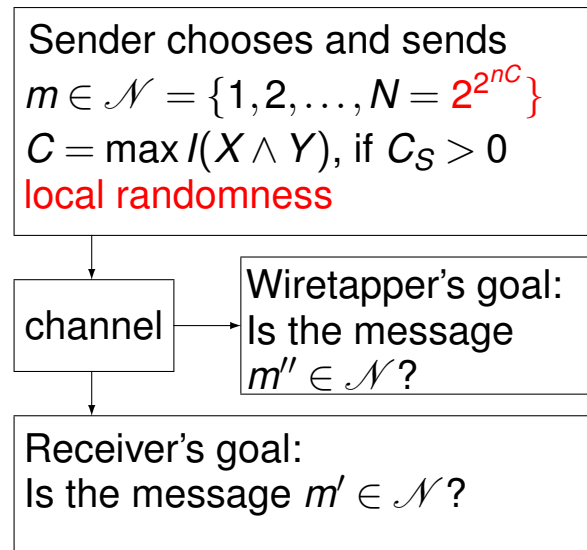 Sender chooses and sends
m ∈ 𝒩 = {1, 2, …, N = 2^{2^{nC}}}
C = max I(X ∧ Y), if C_S > 0
local randomness
channel
Wiretapper's goal:
Is the message
m'' ∈ 𝒩?
Receiver's goal:
Is the message m' ∈ 𝒩?